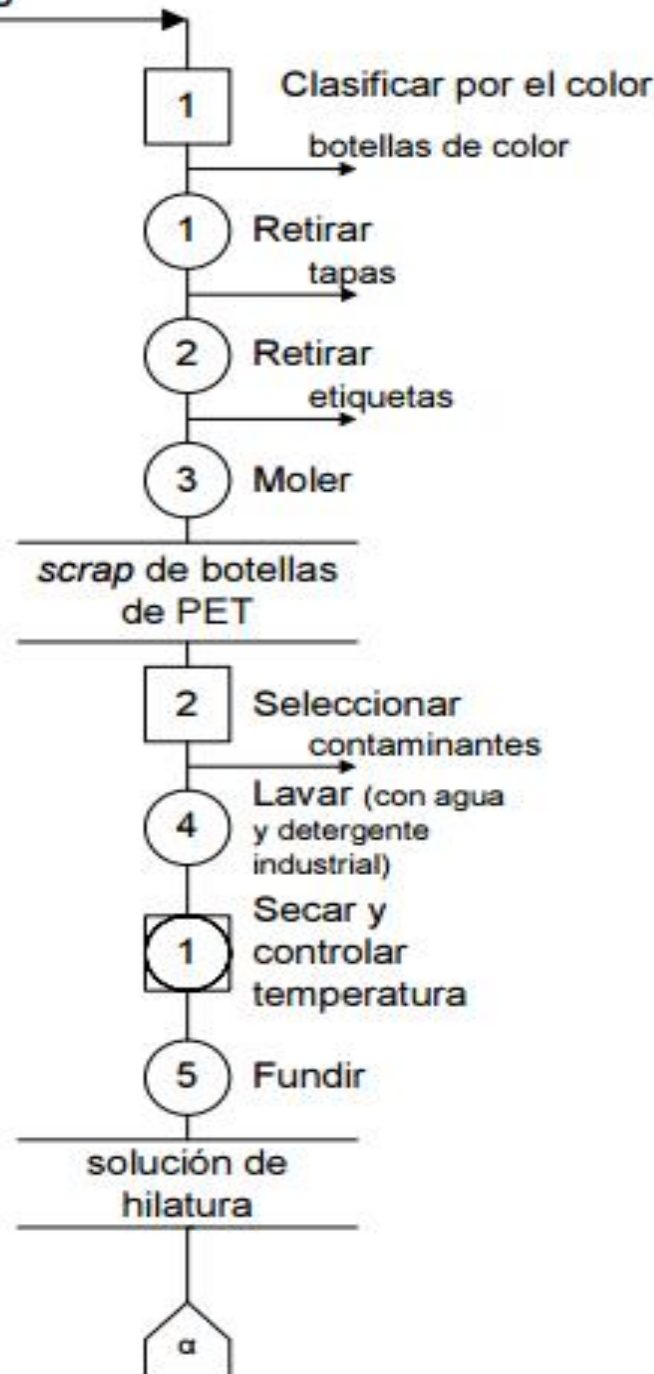 1 Clasificar por el color
botellas de color
1 Retirar
tapas
2 Retirar
etiquetas
3 Moler
scrap de botellas
de PET
2 Seleccionar
contaminantes
Lavar (con agua
4 y detergente
industrial)
Secar y
1 controlar
temperatura
5 Fundir
solución de
hilatura
α